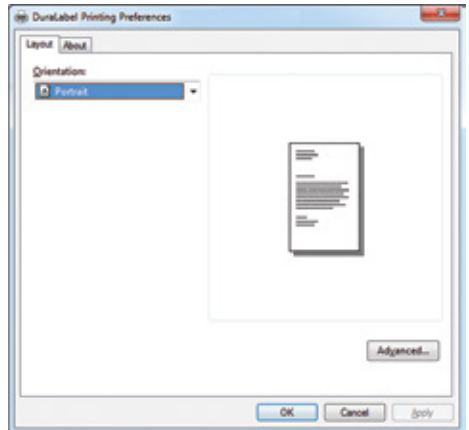 DuraLabel Printing Preferences
Layout About
Orientation:
Portrait
Advanced...
OK Cancel Apply